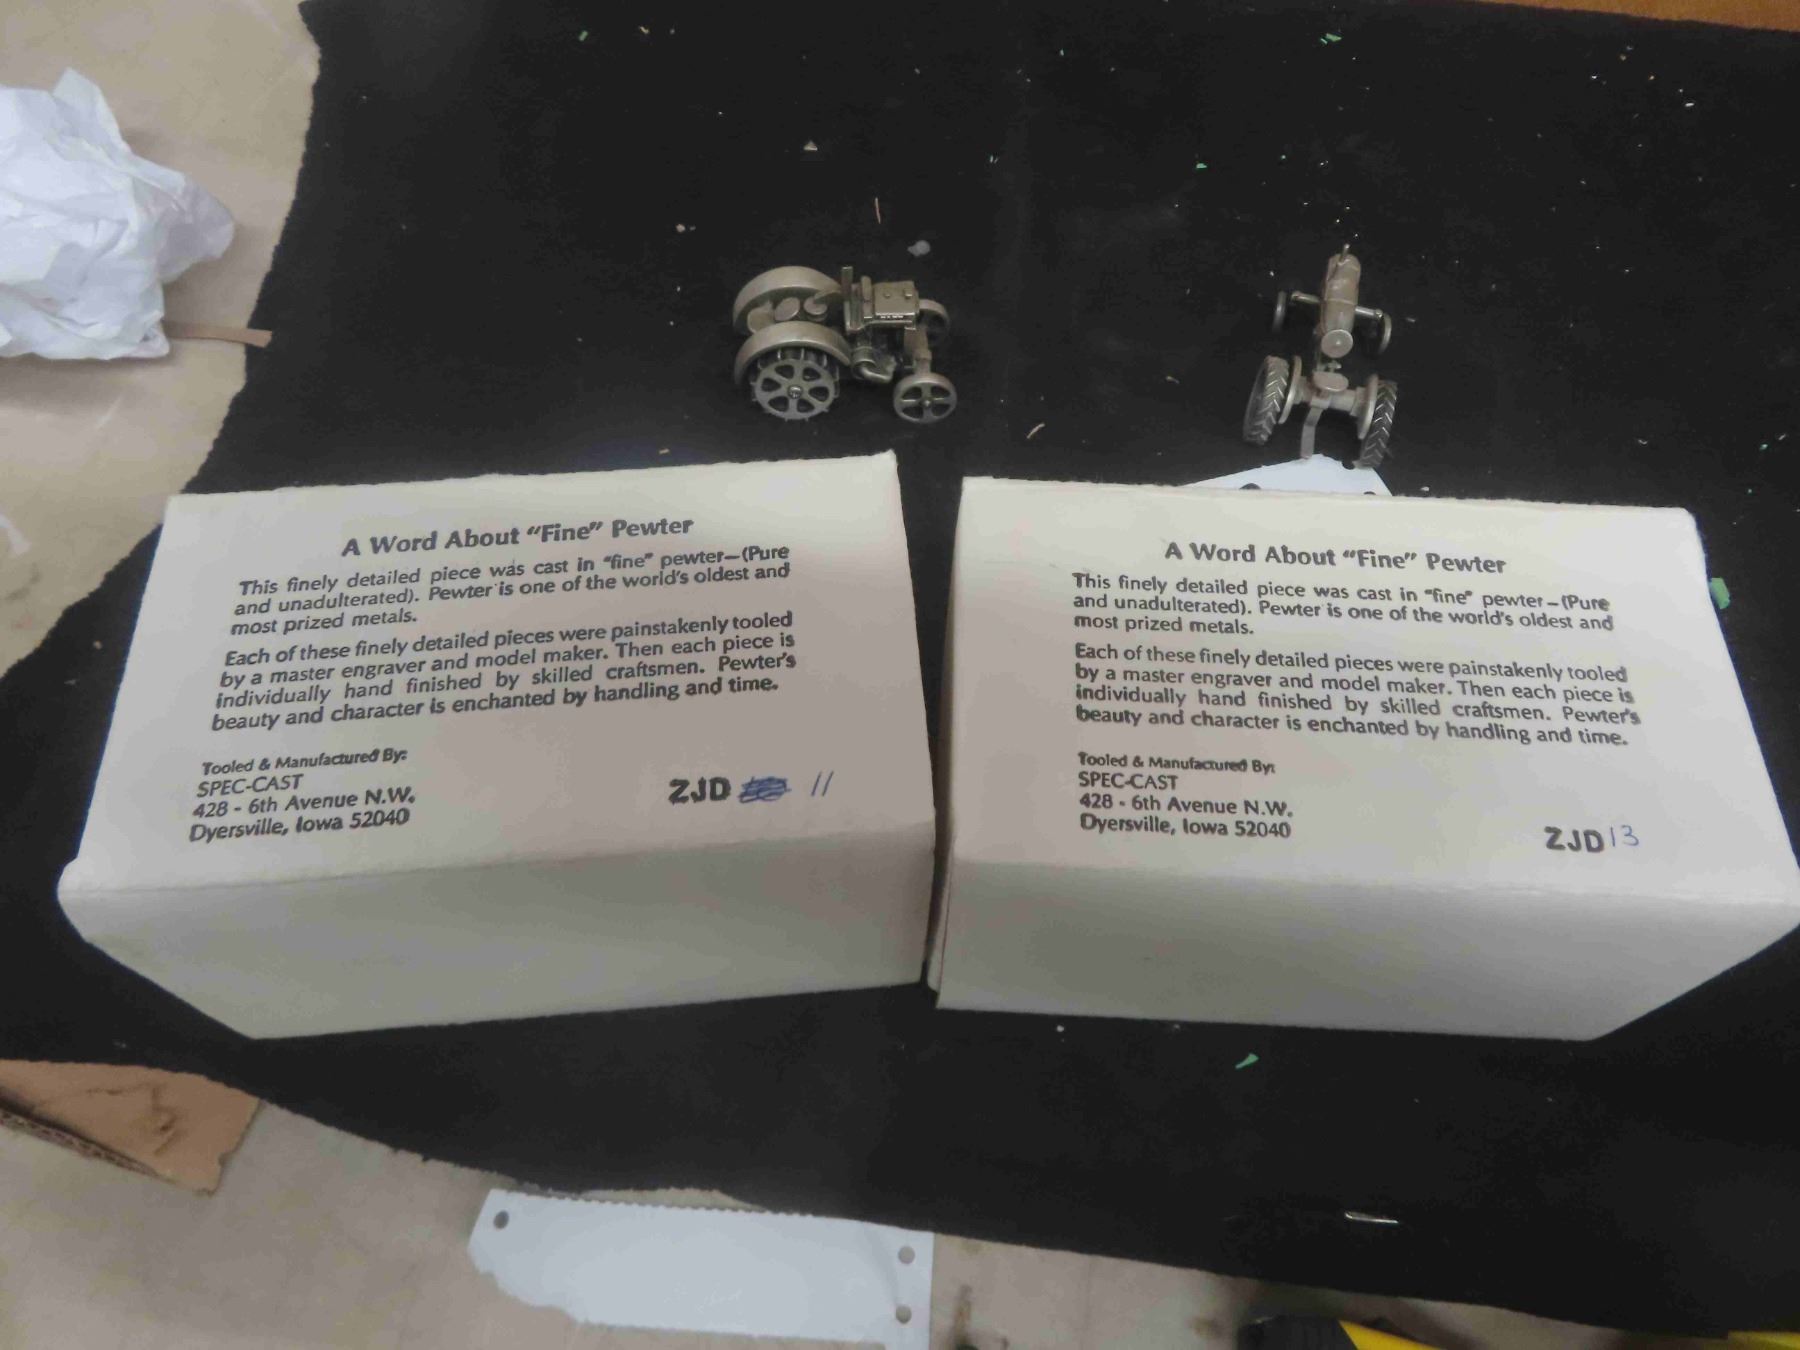 A Word About “Fine” Pewter
This finely detailed piece was cast in “fine” pewter—(Pure
and unadulterated). Pewter is one of the world's oldest and
most prized metals.
Each of these finely detailed pieces were painstakenly tooled
by a master engraver and model maker. Then each piece is
individually hand finished by skilled craftsmen. Pewter's
beauty and character is enchanted by handling and time.
Tooled & Manufactured By:
SPEC-CAST
428 - 6th Avenue N.W.
Dyersville, Iowa 52040
ZJD 11
A Word About “Fine” Pewter
This finely detailed piece was cast in “fine” pewter—(Pure
and unadulterated). Pewter is one of the world's oldest and
most prized metals.
Each of these finely detailed pieces were painstakenly tooled
by a master engraver and model maker. Then each piece is
individually hand finished by skilled craftsmen. Pewter's
beauty and character is enchanted by handling and time.
Tooled & Manufactured By:
SPEC-CAST
428 - 6th Avenue N.W.
Dyersville, Iowa 52040
ZJD 13